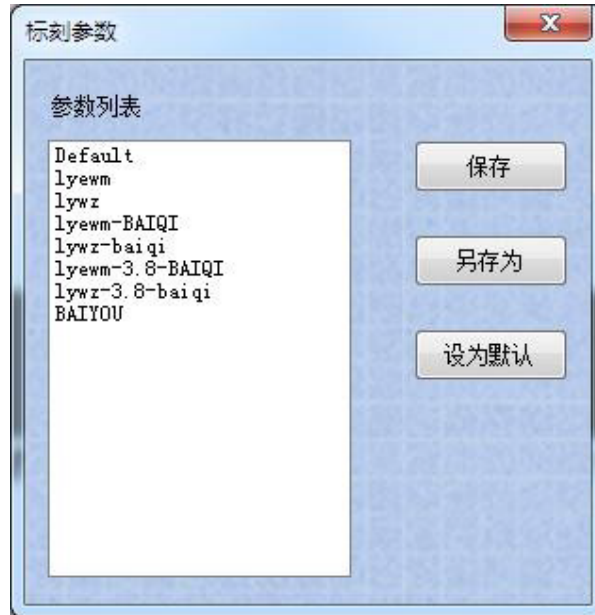 标刻参数
参数列表
Default
lyewm
lywz
lyewm-BAIQI
lywz-baiqi
lyewm-3.8-BAIQI
lywz-3.8-baiqi
BAIYOU
保存
另存为
设为默认